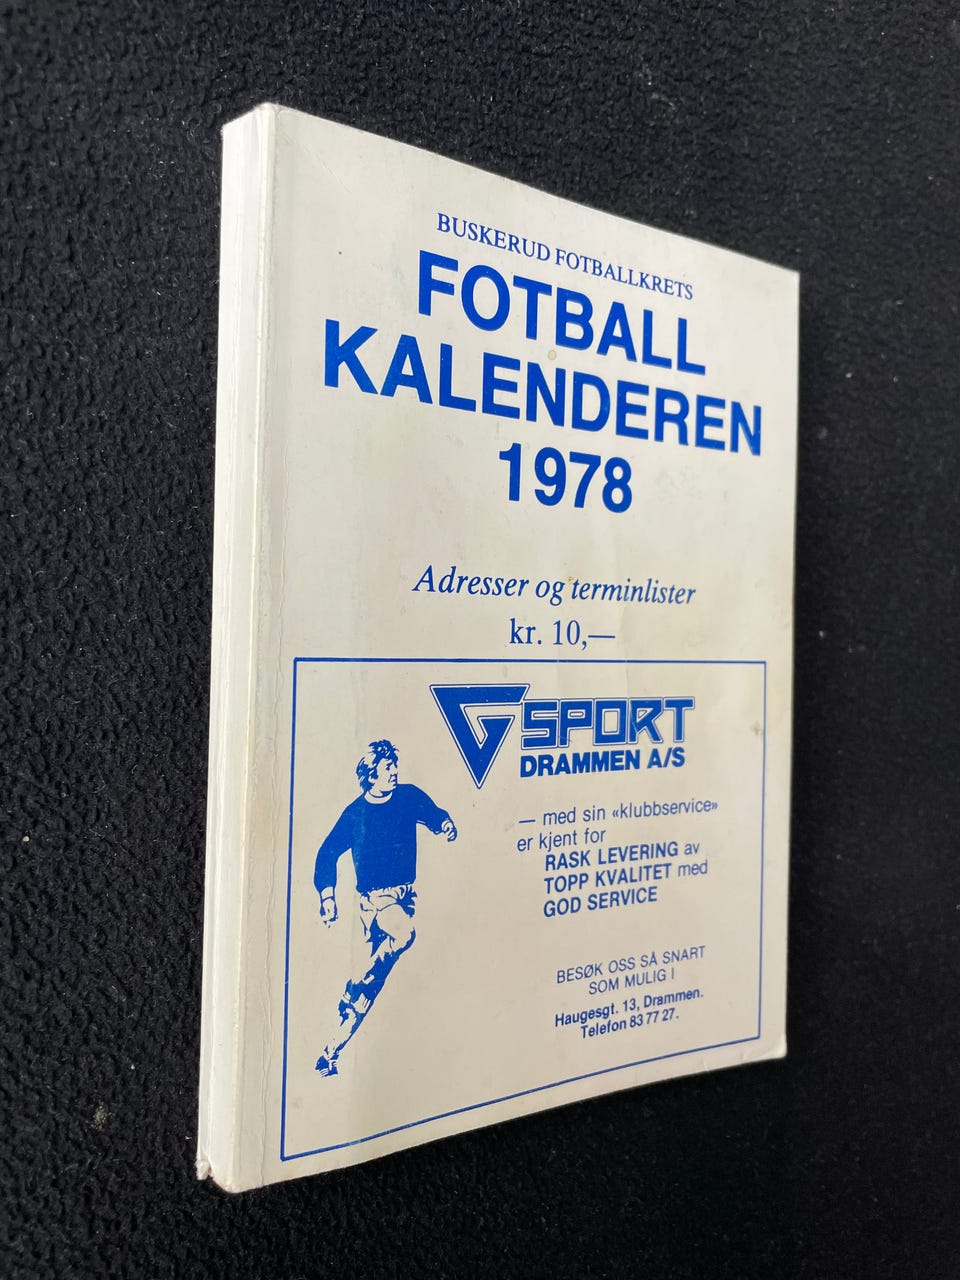 BUSKERUD FOTBALLKRETS
FOTBALL
KALENDEREN
1978
Adresser og terminlister
kr. 10,—
G SPORT
DRAMMEN A/S
— med sin «klubbservice»
er kjent for
RASK LEVERING av
TOPP KVALITET med
GOD SERVICE
BESØK OSS SÅ SNART
SOM MULIG I
Haugesgt. 13, Drammen.
Telefon 83 77 27.